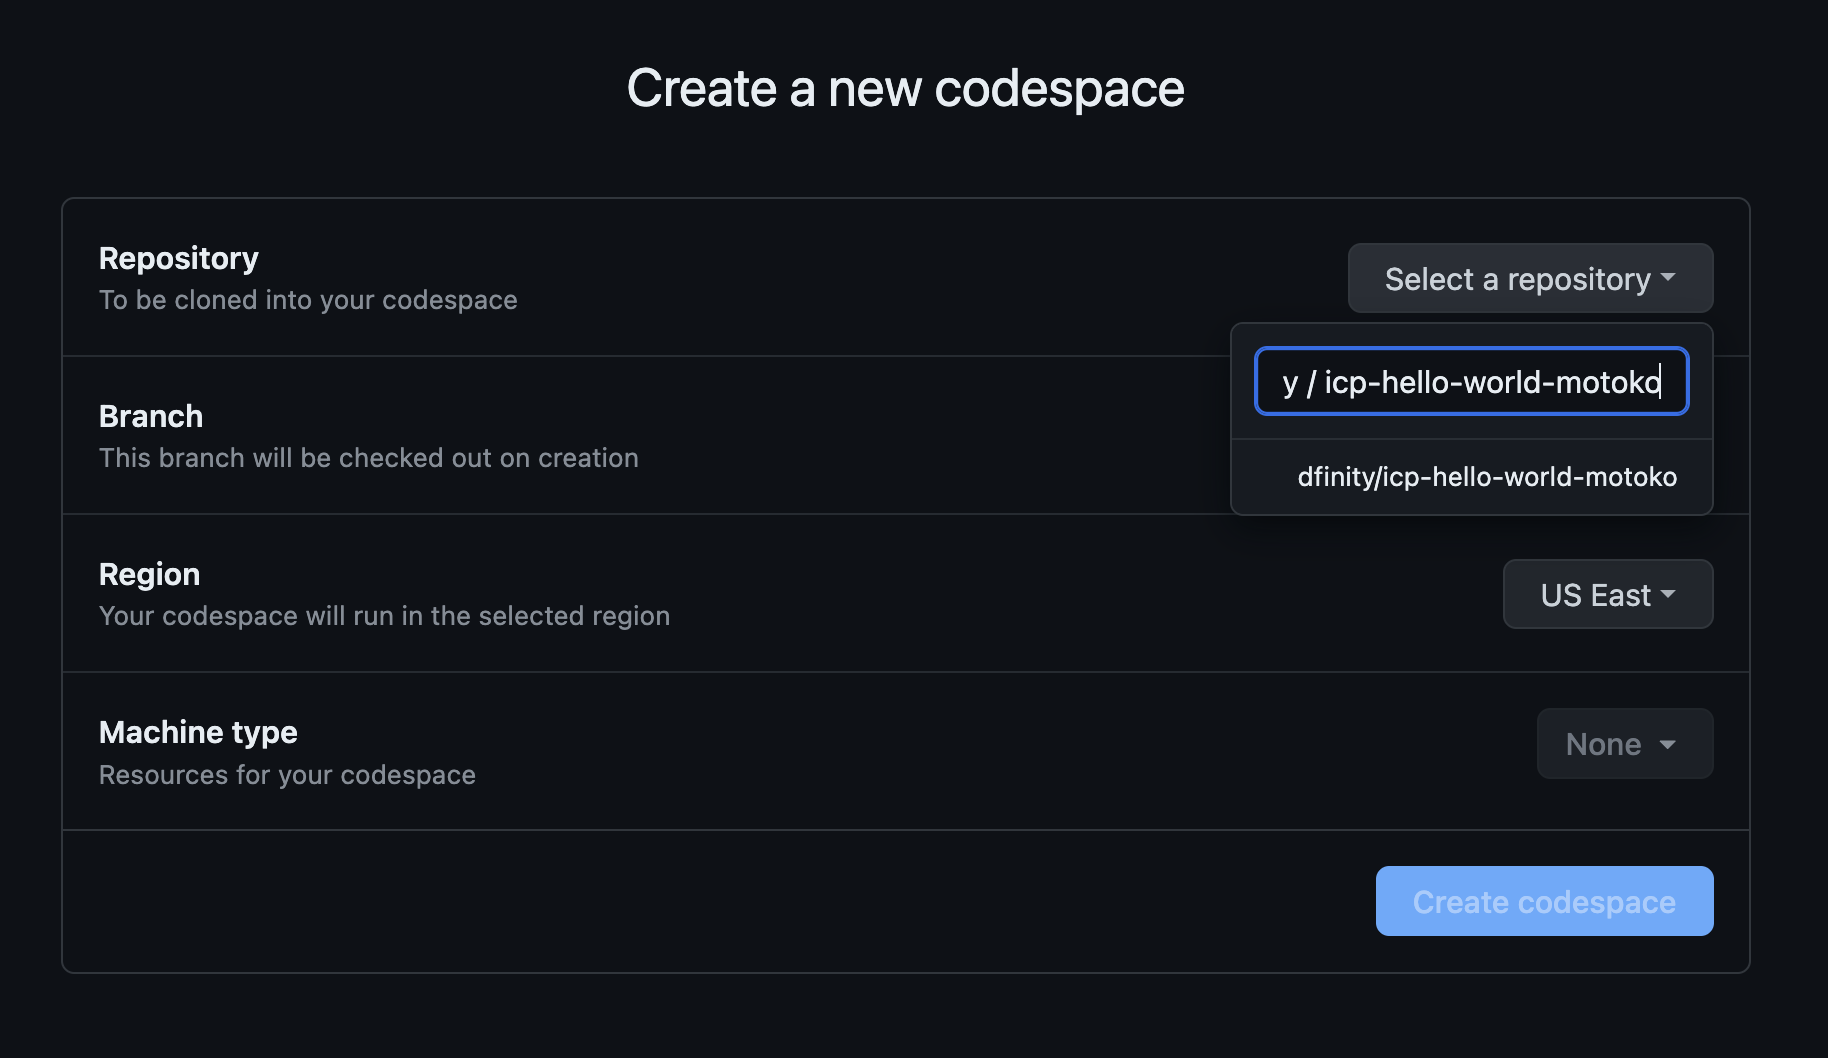 Create a new codespace
Repository
To be cloned into your codespace
Select a repository
y / icp-hello-world-motoko
dfinity/icp-hello-world-motoko
Branch
This branch will be checked out on creation
Region
Your codespace will run in the selected region
US East
Machine type
Resources for your codespace
None
Create codespace